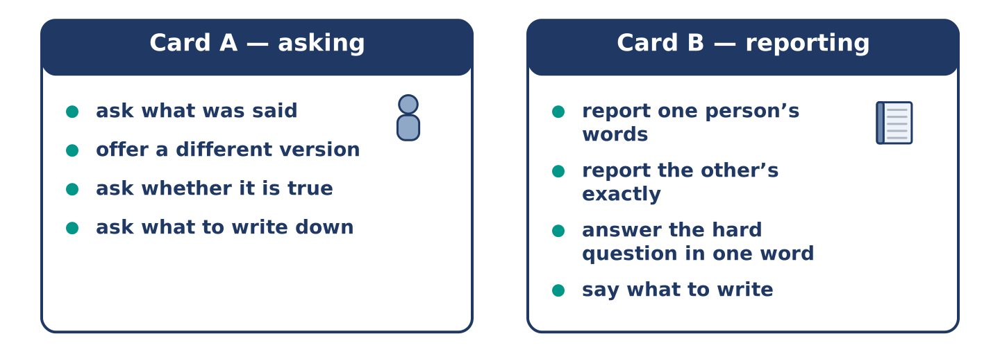 Card A — asking
ask what was said
offer a different version
ask whether it is true
ask what to write down
Card B — reporting
report one person’s
words
report the other’s
exactly
answer the hard
question in one word
say what to write